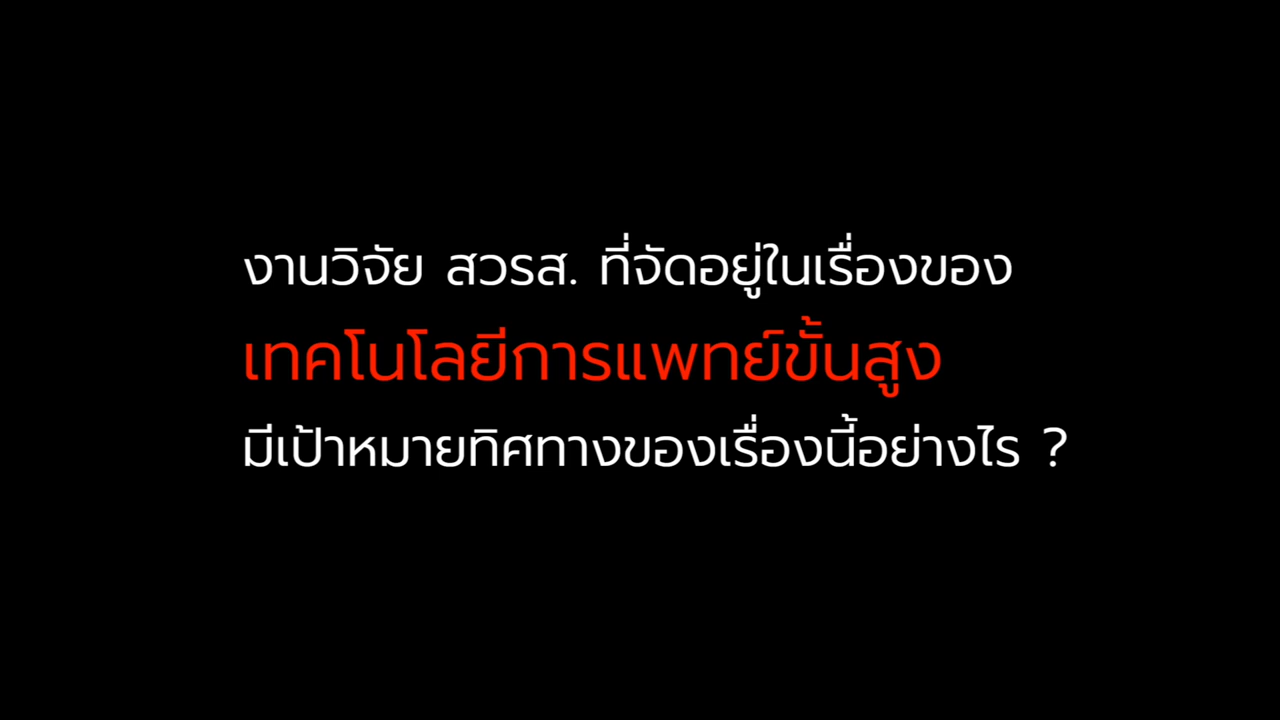 งานวิจัย สวรส. ที่จัดอยู่ในเรื่องของ
เทคโนโลยีการแพทย์ขั้นสูง
มีเป้าหมายทิศทางของเรื่องนี้อย่างไร ?